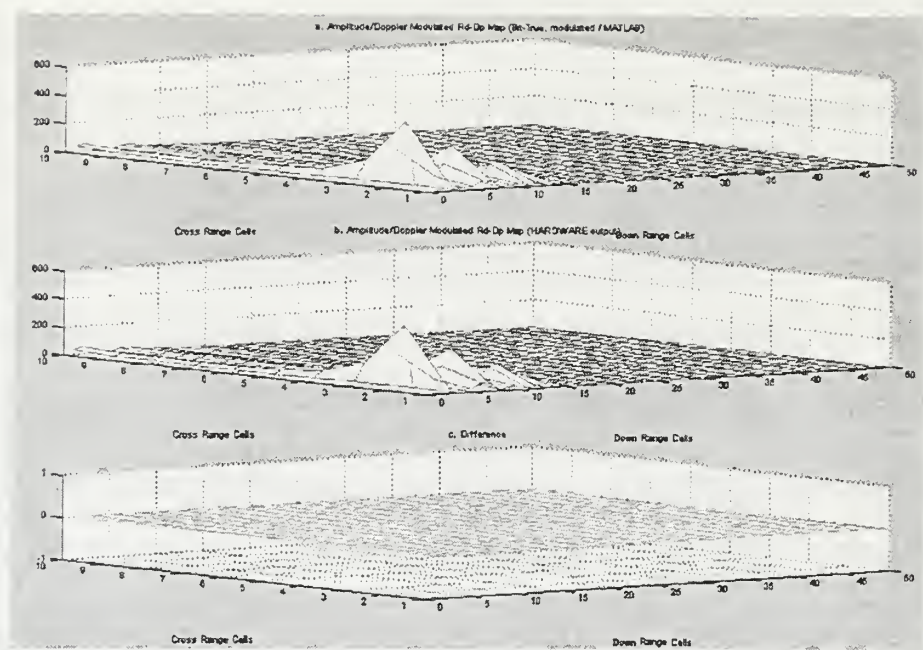 a. Amplitude/Doppler Modulated Rd-Dp Map (Bit-True, modulated / MATLAB)
600
400
200
0
10 9 8 7 6 5 4 3 2 1 0 5 10 15 20 25 30 35 40 45 50
Cross Range Cells Down Range Cells
b. Amplitude/Doppler Modulated Rd-Dp Map (HARDWARE output)
600
400
200
0
10 9 8 7 6 5 4 3 2 1 0 5 10 15 20 25 30 35 40 45 50
Cross Range Cells Down Range Cells
c. Difference
1
0
-1
10 9 8 7 6 5 4 3 2 1 0 5 10 15 20 25 30 35 40 45 50
Cross Range Cells Down Range Cells